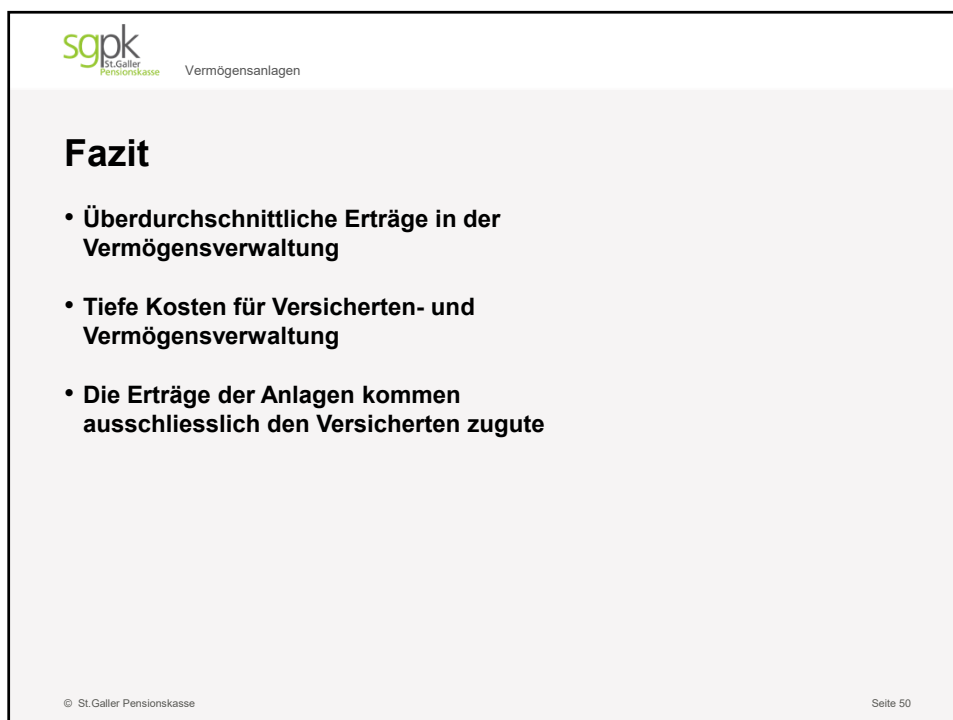 sgpk
St.Galler
Pensionskasse
Vermögensanlagen
Fazit
• Überdurchschnittliche Erträge in der
Vermögensverwaltung
• Tiefe Kosten für Versicherten- und
Vermögensverwaltung
• Die Erträge der Anlagen kommen
ausschliesslich den Versicherten zugute
© St.Galler Pensionskasse
Seite 50